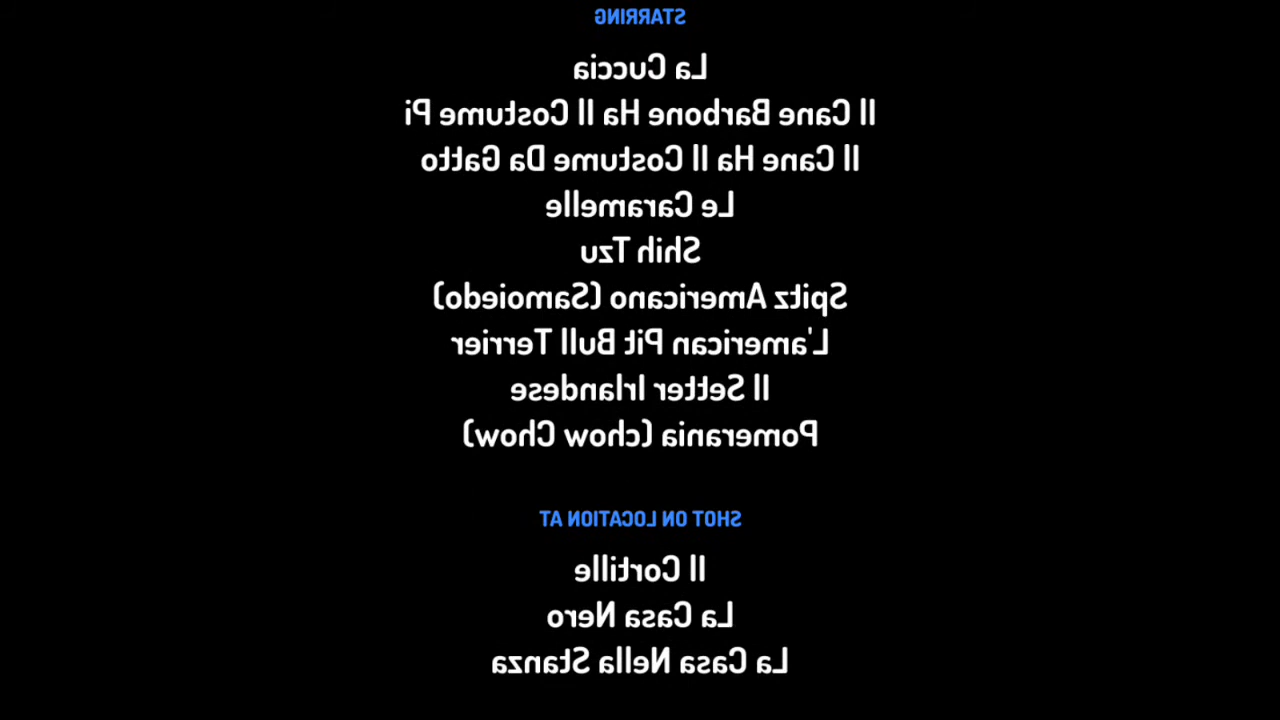 STARRING
La Cuccia
Il Cane Barbone Ha Il Costume Pi
Il Cane Ha Il Costume Da Gatto
Le Caramelle
Shih Tzu
Spitz Americano (Samoiedo)
L'american Pit Bull Terrier
Il Setter Irlandese
Pomerania (chow Chow)
SHOT ON LOCATION AT
Il Cortille
La Casa Nero
La Casa Nella Stanza